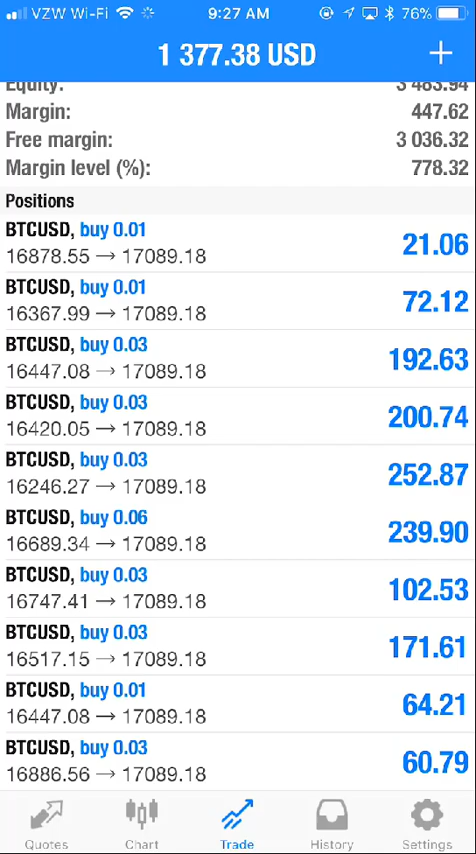 VZW Wi-Fi 9:27 AM 76%
1 377.38 USD +
Equity: 3 483.94
Margin: 447.62
Free margin: 3 036.32
Margin level (%): 778.32
Positions
BTCUSD, buy 0.01
16878.55 → 17089.18 21.06
BTCUSD, buy 0.01
16367.99 → 17089.18 72.12
BTCUSD, buy 0.03
16447.08 → 17089.18 192.63
BTCUSD, buy 0.03
16420.05 → 17089.18 200.74
BTCUSD, buy 0.03
16246.27 → 17089.18 252.87
BTCUSD, buy 0.06
16689.34 → 17089.18 239.90
BTCUSD, buy 0.03
16747.41 → 17089.18 102.53
BTCUSD, buy 0.03
16517.15 → 17089.18 171.61
BTCUSD, buy 0.01
16447.08 → 17089.18 64.21
BTCUSD, buy 0.03
16886.56 → 17089.18 60.79
Quotes Chart Trade History Settings